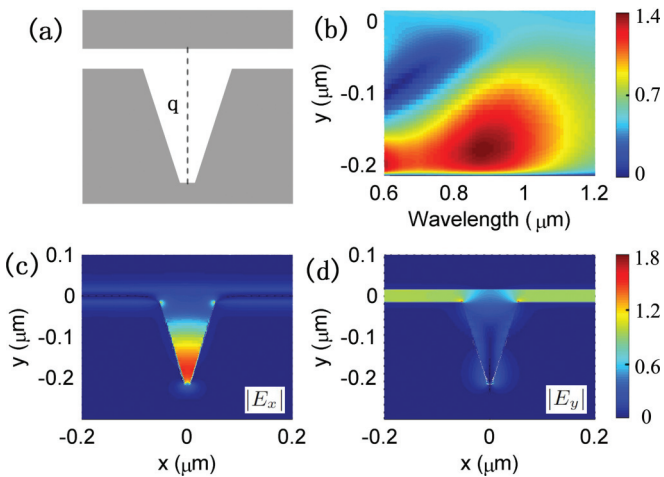 (a)
q
(b)
0
-0.1
-0.2
y (μm)
0.6
0.8
1
1.2
Wavelength ( μm)
1.4
0.7
0
(c)
0.1
0
-0.1
-0.2
y (μm)
-0.2
0
0.2
x (μm)
|Ex|
(d)
0.1
0
-0.1
-0.2
y (μm)
-0.2
0
0.2
x (μm)
|Ey|
1.8
1.2
0.6
0